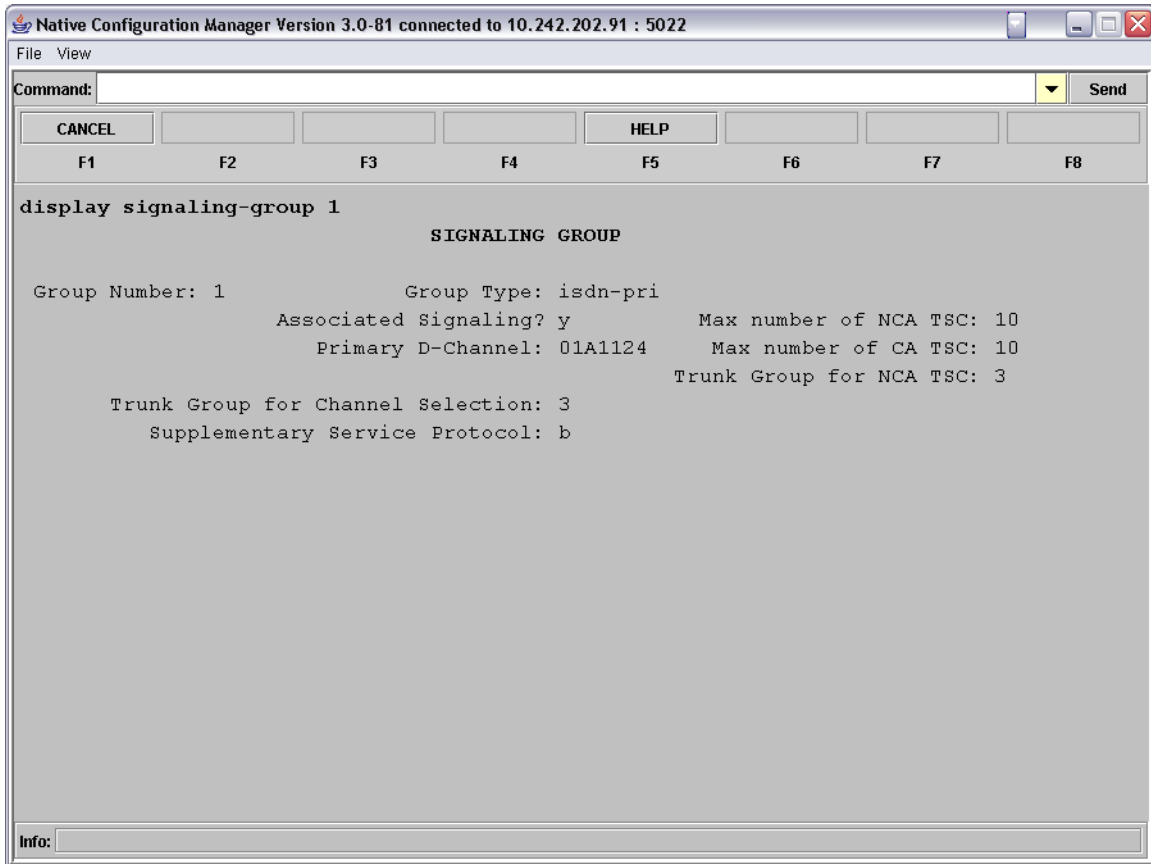 Native Configuration Manager Version 3.0-81 connected to 10.242.202.91 : 5022
File View
Command: Send
CANCEL HELP
F1 F2 F3 F4 F5 F6 F7 F8
display signaling-group 1
SIGNALING GROUP
Group Number: 1 Group Type: isdn-pri
Associated Signaling? y Max number of NCA TSC: 10
Primary D-Channel: 01A1124 Max number of CA TSC: 10
Trunk Group for NCA TSC: 3
Trunk Group for Channel Selection: 3
Supplementary Service Protocol: b
Info: